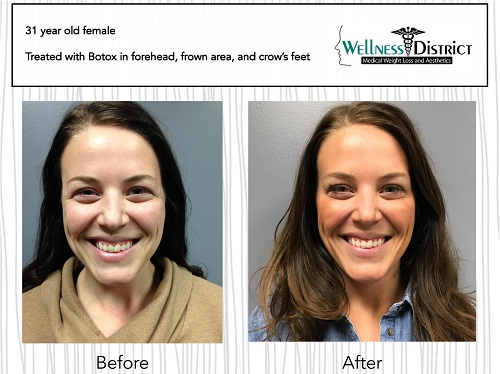 31 year old female
Treated with Botox in forehead, frown area, and crow's feet
WELLNESS DISTRICT
Medical Weight Loss and Aesthetics
Before
After